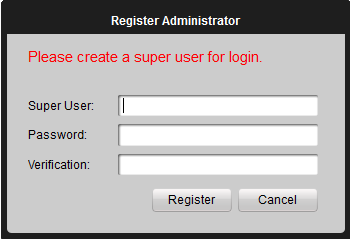 Register Administrator
Please create a super user for login.
Super User:
Password:
Verification:
Register Cancel